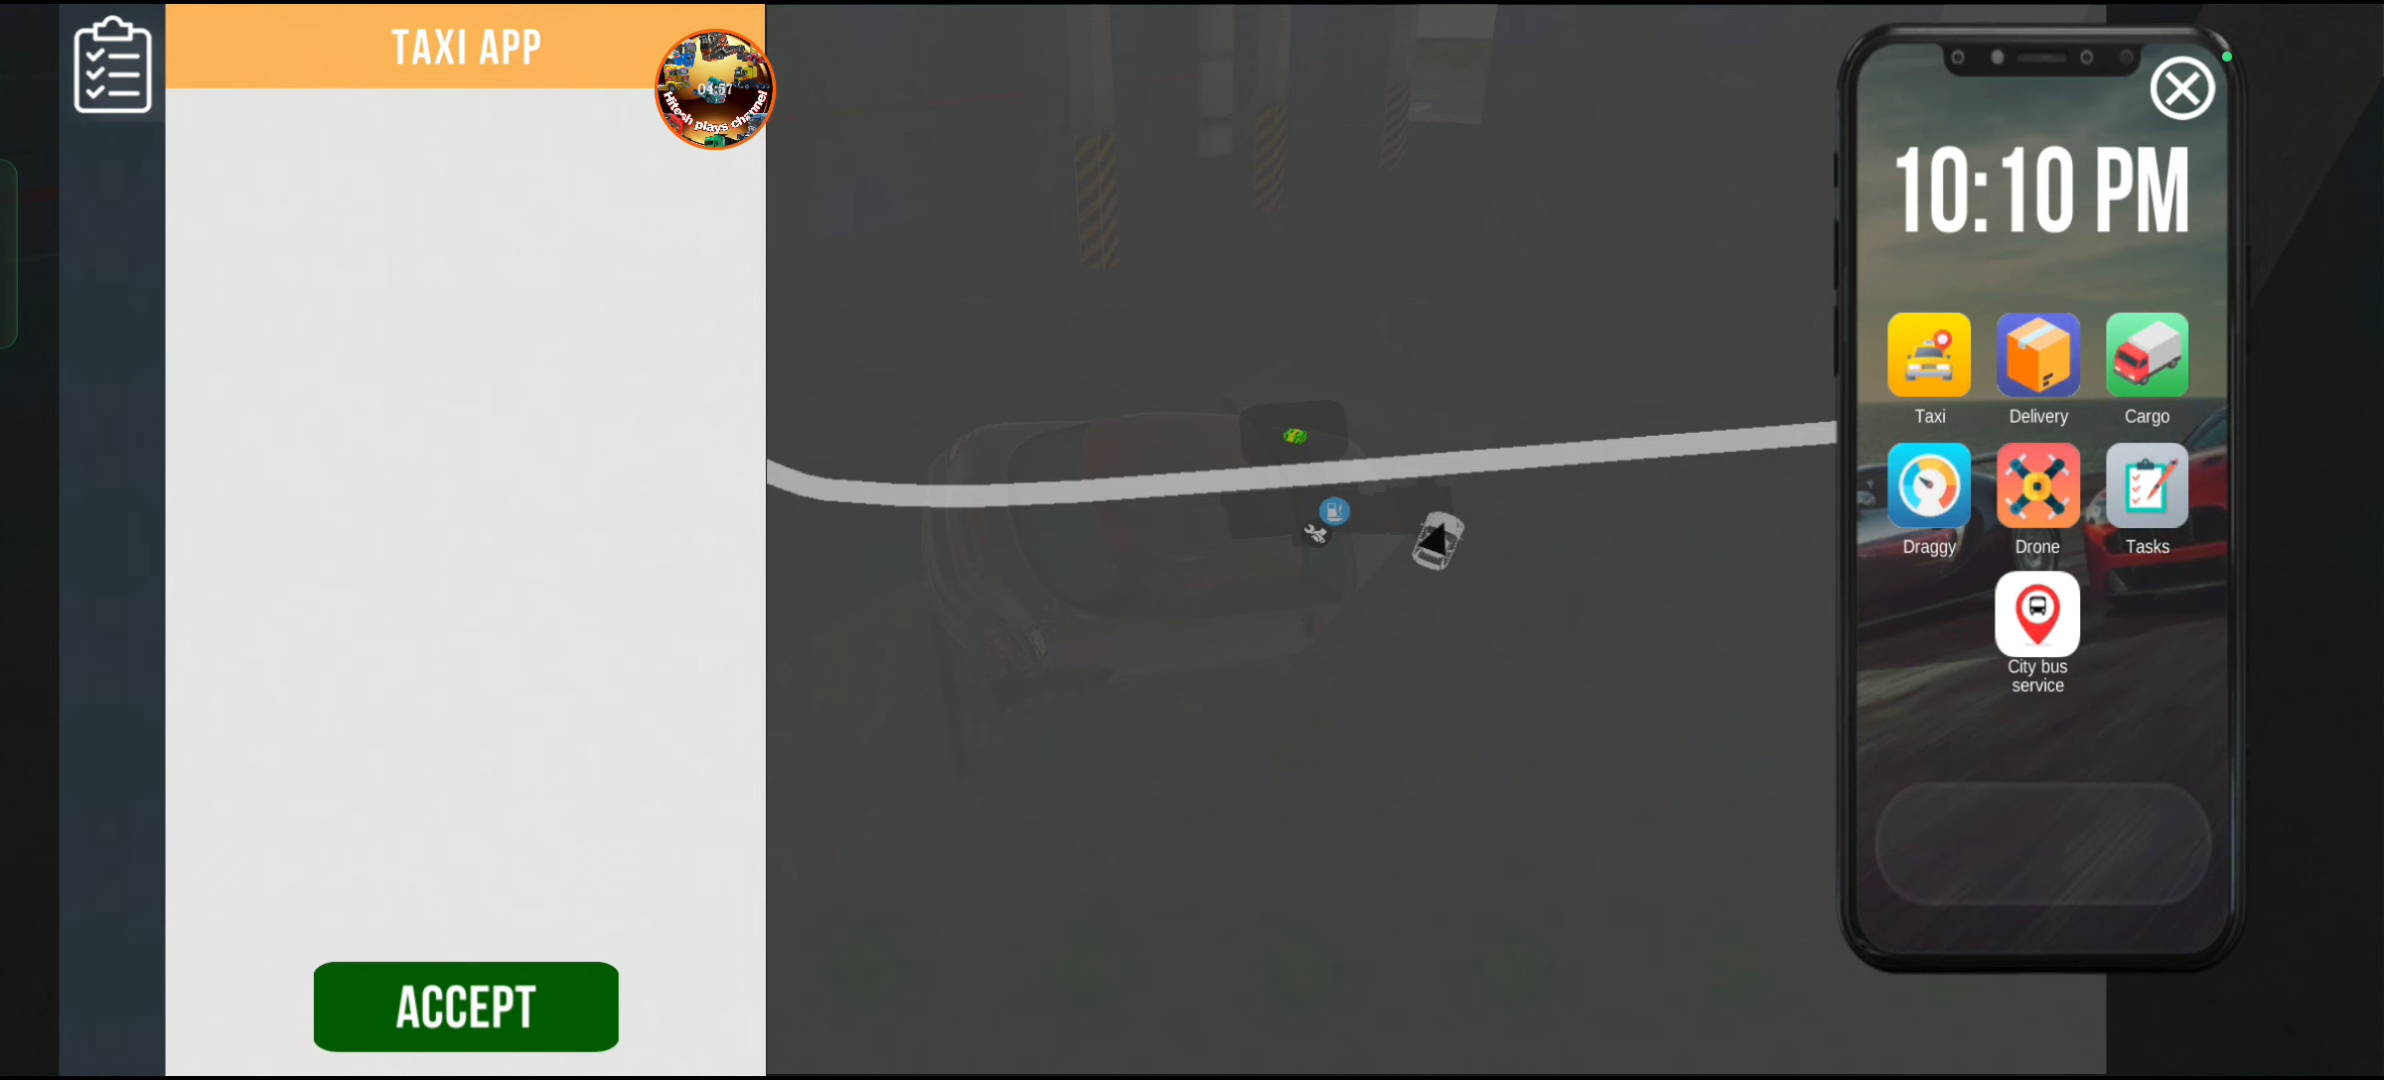 TAXI APP
04:57
Hitesh plays channel
10:10 PM
Taxi
Delivery
Cargo
Draggy
Drone
Tasks
City bus
service
ACCEPT